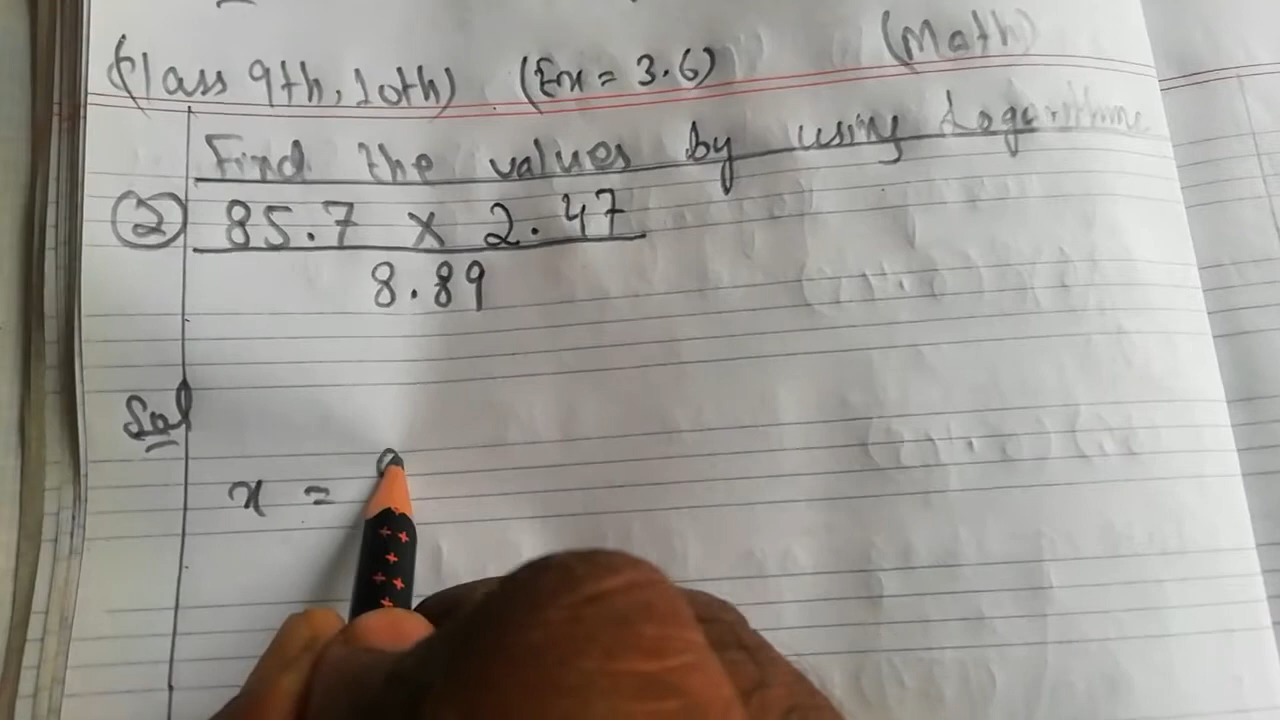 (Class 9th, 10th) (Ex = 3.6) (Math)
Find the values by using Logarithm
② 85.7 x 2.47
8.89
Sol
x =